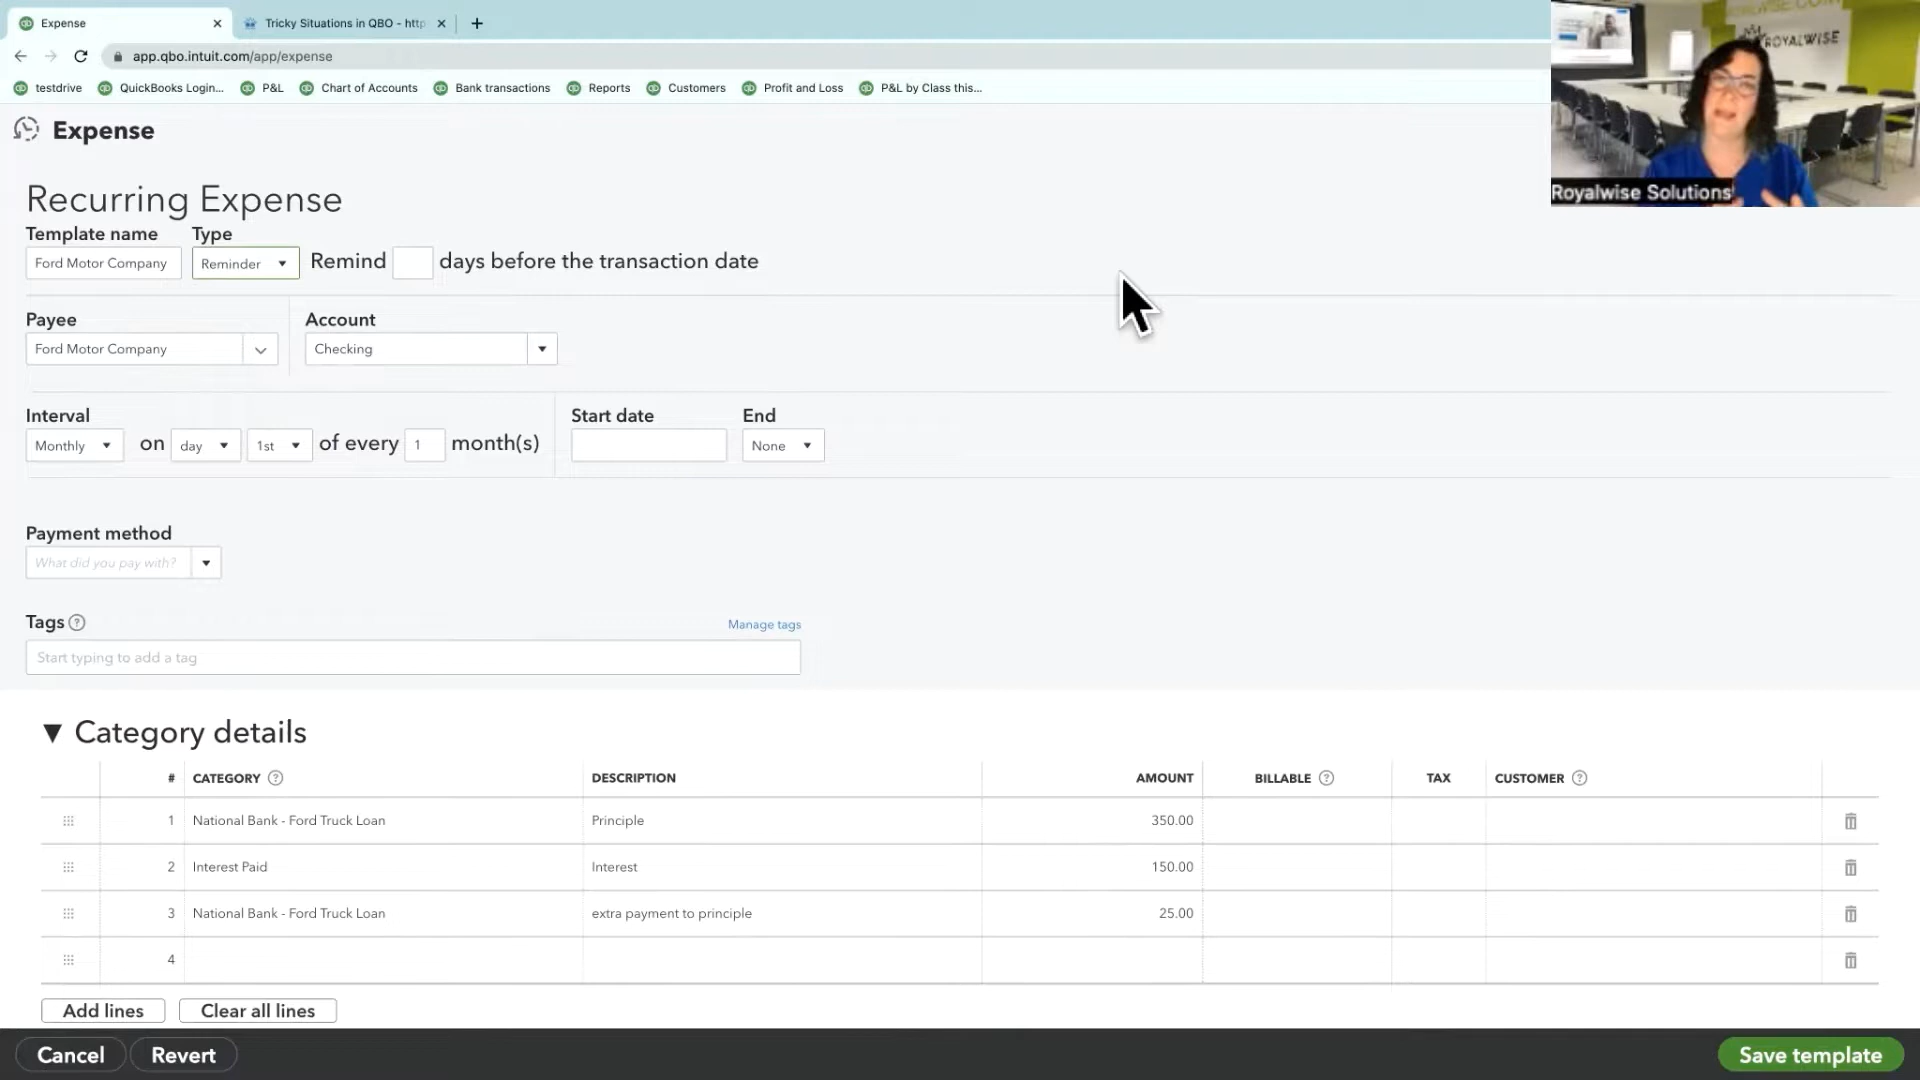 Expense
Tricky Situations in QBO - http
app.qbo.intuit.com/app/expense
testdrive QuickBooks Login... P&L Chart of Accounts Bank transactions Reports Customers Profit and Loss P&L by Class this...
ROYALWISE
Royalwise Solutions
Expense
Recurring Expense
Template name Type
Ford Motor Company Reminder Remind days before the transaction date
Payee Account
Ford Motor Company Checking
Interval Start date End
Monthly on day 1st of every 1 month(s) None
Payment method
What did you pay with?
Tags Manage tags
Start typing to add a tag
Category details
# CATEGORY DESCRIPTION AMOUNT BILLABLE TAX CUSTOMER
1 National Bank - Ford Truck Loan Principle 350.00
2 Interest Paid Interest 150.00
3 National Bank - Ford Truck Loan extra payment to principle 25.00
4
Add lines Clear all lines
Cancel Revert Save template